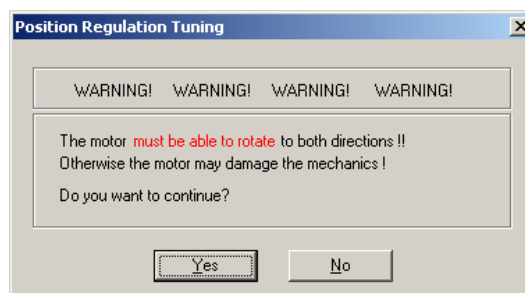 Position Regulation Tuning
WARNING! WARNING! WARNING! WARNING!
The motor must be able to rotate to both directions !!
Otherwise the motor may damage the mechanics !
Do you want to continue?
Yes No